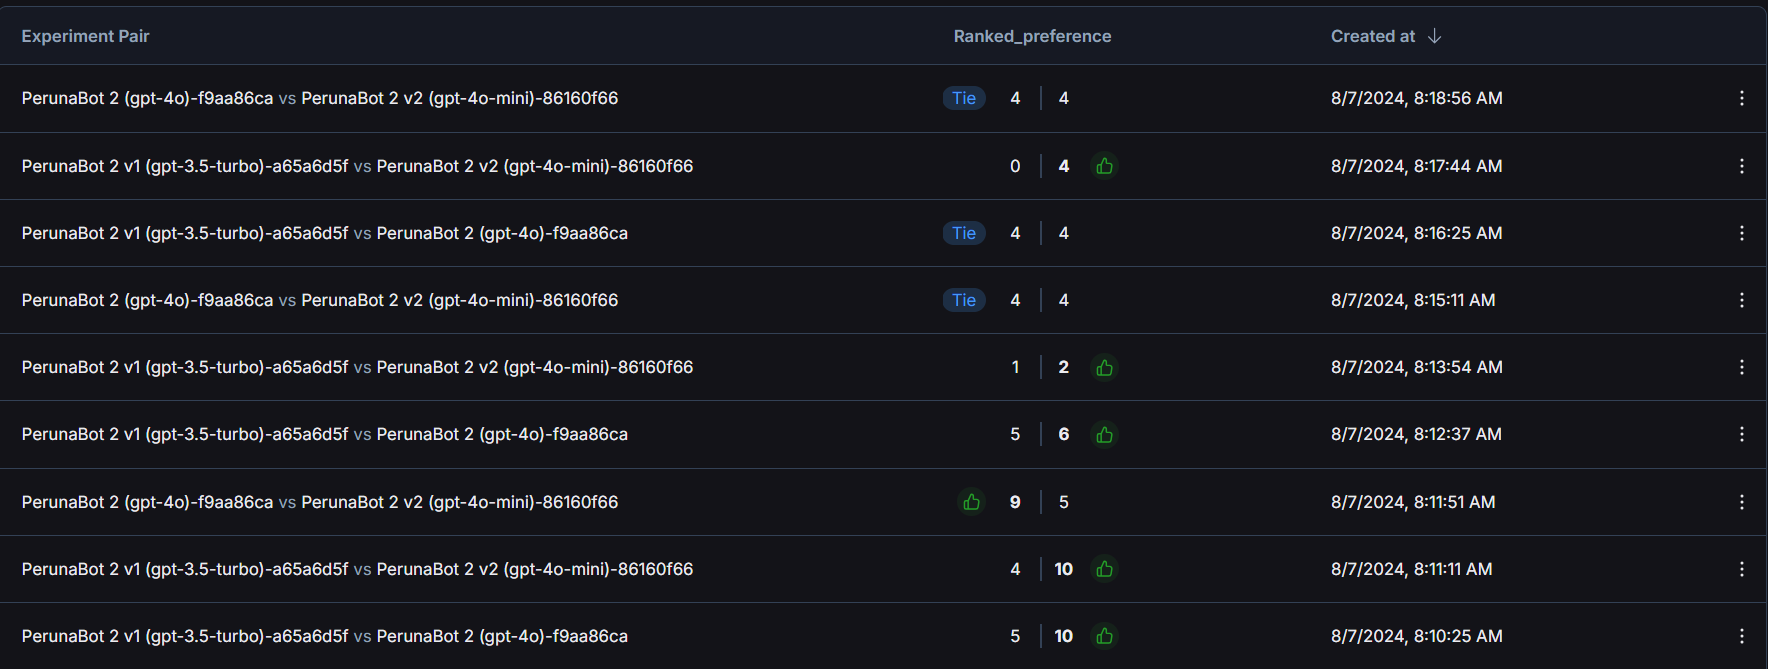 Experiment Pair Ranked_preference Created at
PerunaBot 2 (gpt-4o)-f9aa86ca vs PerunaBot 2 v2 (gpt-4o-mini)-86160f66 Tie 4 4 8/7/2024, 8:18:56 AM
PerunaBot 2 v1 (gpt-3.5-turbo)-a65a6d5f vs PerunaBot 2 v2 (gpt-4o-mini)-86160f66 0 4 8/7/2024, 8:17:44 AM
PerunaBot 2 v1 (gpt-3.5-turbo)-a65a6d5f vs PerunaBot 2 (gpt-4o)-f9aa86ca Tie 4 4 8/7/2024, 8:16:25 AM
PerunaBot 2 (gpt-4o)-f9aa86ca vs PerunaBot 2 v2 (gpt-4o-mini)-86160f66 Tie 4 4 8/7/2024, 8:15:11 AM
PerunaBot 2 v1 (gpt-3.5-turbo)-a65a6d5f vs PerunaBot 2 v2 (gpt-4o-mini)-86160f66 1 2 8/7/2024, 8:13:54 AM
PerunaBot 2 v1 (gpt-3.5-turbo)-a65a6d5f vs PerunaBot 2 (gpt-4o)-f9aa86ca 5 6 8/7/2024, 8:12:37 AM
PerunaBot 2 (gpt-4o)-f9aa86ca vs PerunaBot 2 v2 (gpt-4o-mini)-86160f66 9 5 8/7/2024, 8:11:51 AM
PerunaBot 2 v1 (gpt-3.5-turbo)-a65a6d5f vs PerunaBot 2 v2 (gpt-4o-mini)-86160f66 4 10 8/7/2024, 8:11:11 AM
PerunaBot 2 v1 (gpt-3.5-turbo)-a65a6d5f vs PerunaBot 2 (gpt-4o)-f9aa86ca 5 10 8/7/2024, 8:10:25 AM